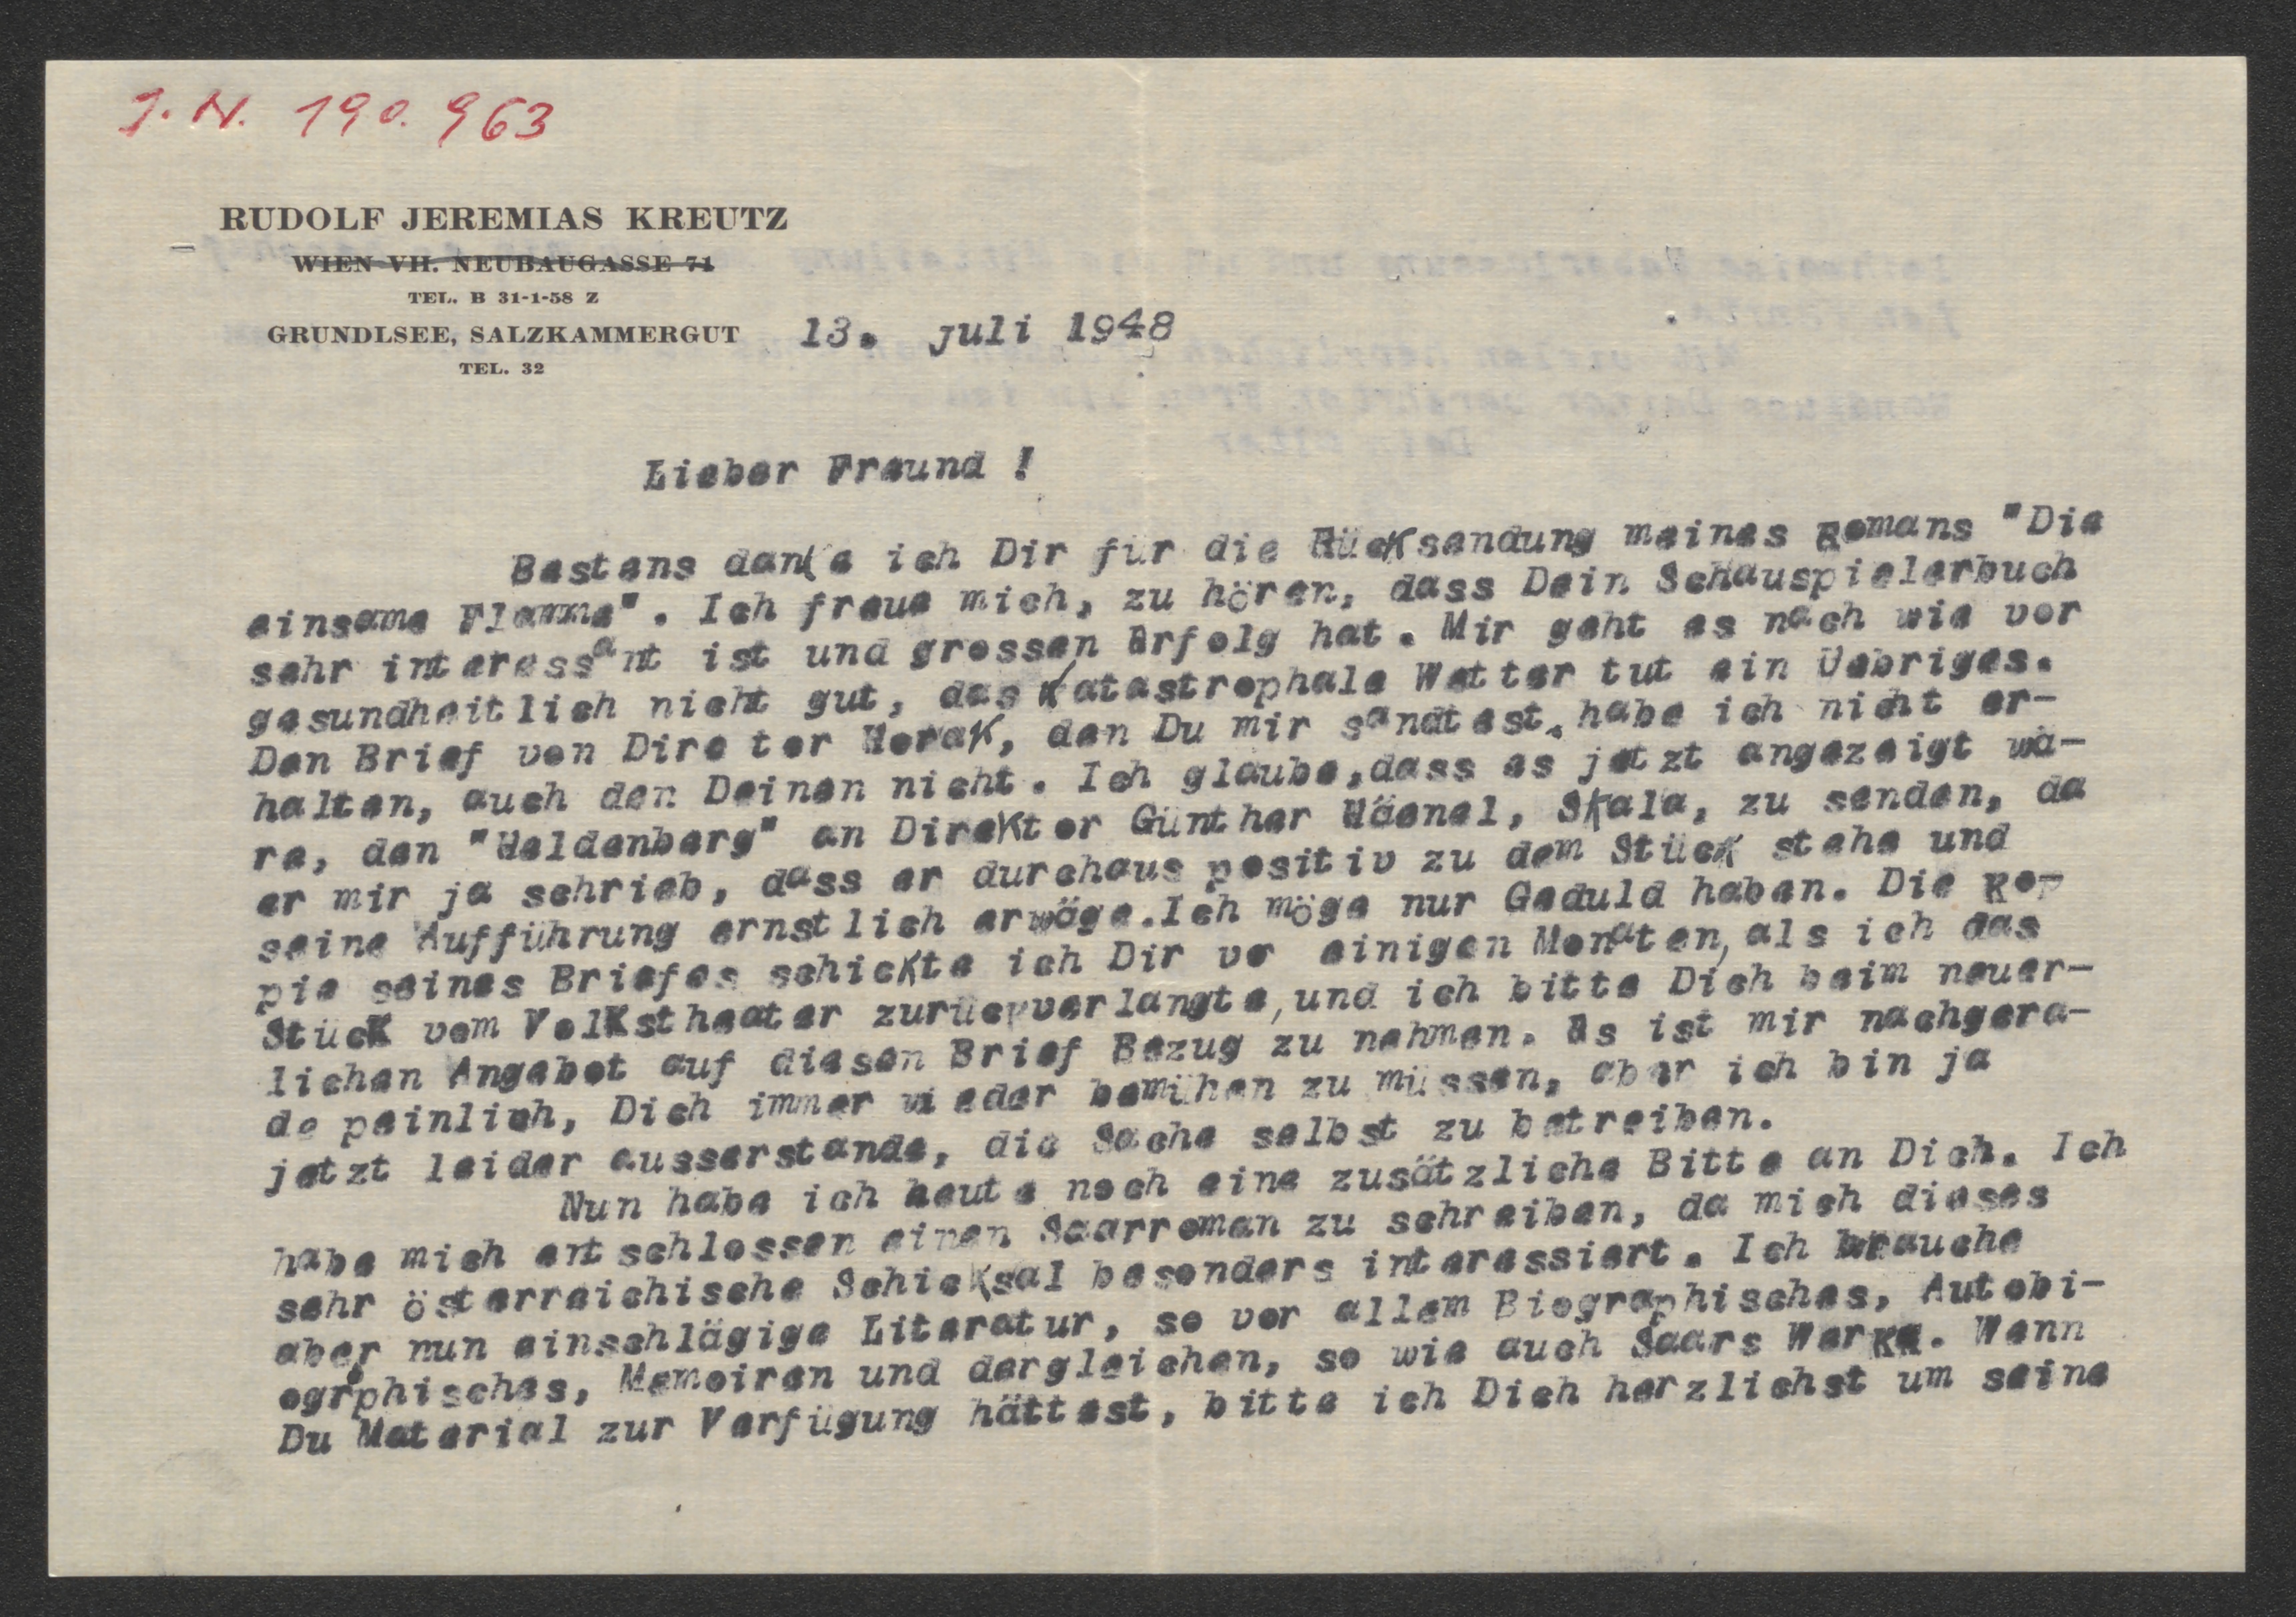 J. N. 190.963
RUDOLF JEREMIAS KREUTZ
WIEN VII. NEUBAUGASSE 71
TEL. B 31-1-58 Z
GRUNDLSEE, SALZKAMMERGUT 13. juli 1948
TEL. 32
Lieber Freund !
Bestens danke ich Dir für die Rücksendung meines Romans "Die
einsame Flamme". Ich freue mich, zu hören, dass Dein Schauspielerbuch
sehr interessant ist und grossen Erfolg hat. Mir geht es nach wie vor
gesundheitlich nicht gut, das katastrophale Wetter tut ein Uebriges.
Den Brief von Dire tor Horak, den Du mir sandtest, habe ich nicht er-
halten, auch den Deinen nicht. Ich glaube,dass es jetzt angezeigt wä-
re, den "Heldenberg" an Direktor Günther Häenel, Skala, zu senden, da
er mir ja schrieb, dass er durchaus positiv zu dem Stück stehe und
seine Aufführung ernstlich erwäge.Ich möge nur Geduld haben. Die Kop-
pie seines Briefes schickte ich Dir vo einigen Monaten, als ich das
Stück vom Volkstheater zurückverlangte, und ich bitte Dich beim neuer-
lichen Angebot auf diesen Brief Bezug zu nehmen. Es ist mir nachgera-
de peinlich, Dich immer wieder bemühen zu müssen, aber ich bin ja
jetzt leider ausserstande, die Sache selbst zu betreiben.
Nun habe ich heute noch eine zusätzliche Bitte an Dich. Ich
habe mich entschlossen einen Saarroman zu schreiben, da mich dieses
sehr österreichische Schicksal besonders interessiert. Ich brauche
aber nun einschlägige Literatur, so vor allem Biographisches, Autobi-
ographisches, Memoiren und dergleichen, so wie auch Saars Werke. Wenn
Du Material zur Verfügung hättest, bitte ich Dich herzlichst um seine